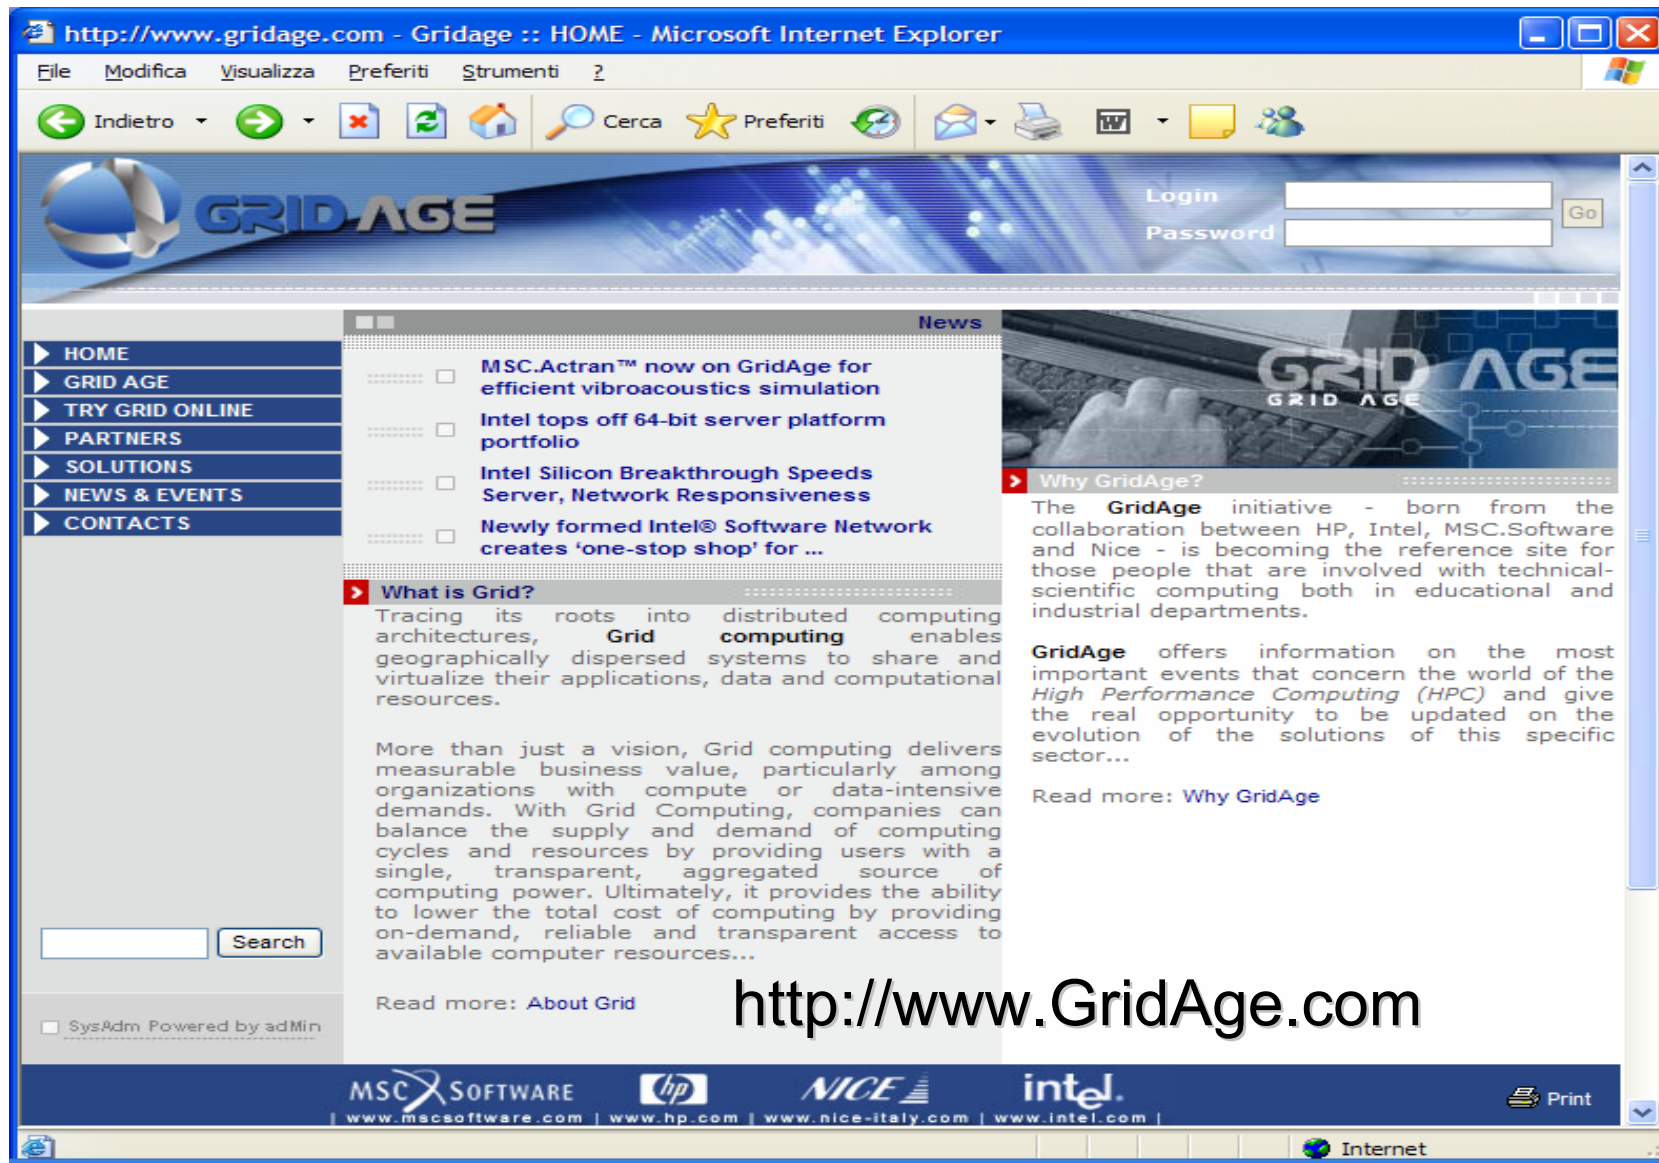 http://www.gridage.com - Gridage :: HOME - Microsoft Internet Explorer
File Modifica Visualizza Preferiti Strumenti ?
Indietro Cerca Preferiti
GRID AGE
Login
Password
Go
HOME
GRID AGE
TRY GRID ONLINE
PARTNERS
SOLUTIONS
NEWS & EVENTS
CONTACTS
Search
SysAdm Powered by adMin
News
MSC.Actran™ now on GridAge for
efficient vibroacoustics simulation
Intel tops off 64-bit server platform
portfolio
Intel Silicon Breakthrough Speeds
Server, Network Responsiveness
Newly formed Intel® Software Network
creates ‘one-stop shop’ for ...
What is Grid?
Tracing its roots into distributed computing
architectures, Grid computing enables
geographically dispersed systems to share and
virtualize their applications, data and computational
resources.
More than just a vision, Grid computing delivers
measurable business value, particularly among
organizations with compute or data-intensive
demands. With Grid Computing, companies can
balance the supply and demand of computing
cycles and resources by providing users with a
single, transparent, aggregated source of
computing power. Ultimately, it provides the ability
to lower the total cost of computing by providing
on-demand, reliable and transparent access to
available computer resources...
Read more: About Grid
GRID AGE
GRID AGE
Why GridAge?
The GridAge initiative - born from the
collaboration between HP, Intel, MSC.Software
and Nice - is becoming the reference site for
those people that are involved with technical-
scientific computing both in educational and
industrial departments.
GridAge offers information on the most
important events that concern the world of the
High Performance Computing (HPC) and give
the real opportunity to be updated on the
evolution of the solutions of this specific
sector...
Read more: Why GridAge
http://www.GridAge.com
MSC SOFTWARE hp NICE intel.
| www.mscsoftware.com | www.hp.com | www.nice-italy.com | www.intel.com |
Print
Internet